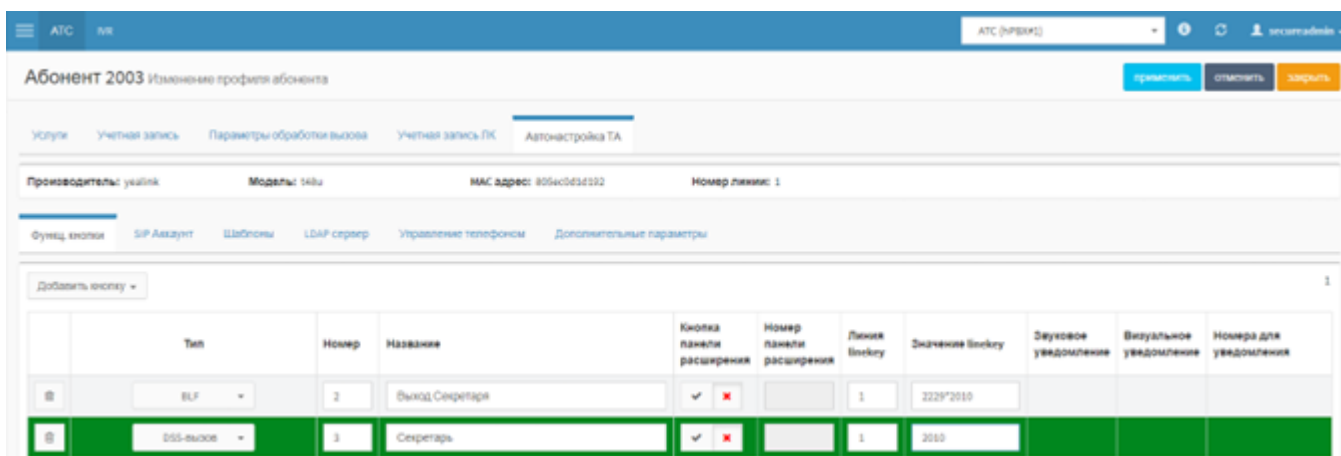 АТС IVR АТС (hPBX#1) secureadmin
Абонент 2003 Изменение профиля абонента применить отменить закрыть
Услуги Учетная запись Параметры обработки вызова Учетная запись ПК Автонастройка ТА
Производитель: yealink Модель: t48u MAC адрес: 805ec0d1d192 Номер линии: 1
Функц. кнопки SIP Аккаунт Шаблоны LDAP сервер Управление телефоном Дополнительные параметры
Добавить кнопку 1
Тип Номер Название Кнопка панели расширения Номер панели расширения Линия linekey Значение linekey Звуковое уведомление Визуальное уведомление Номера для уведомления
BLF 2 Выход Секретаря 1 2229*2010
DSS-вызов 3 Секретарь 1 2010